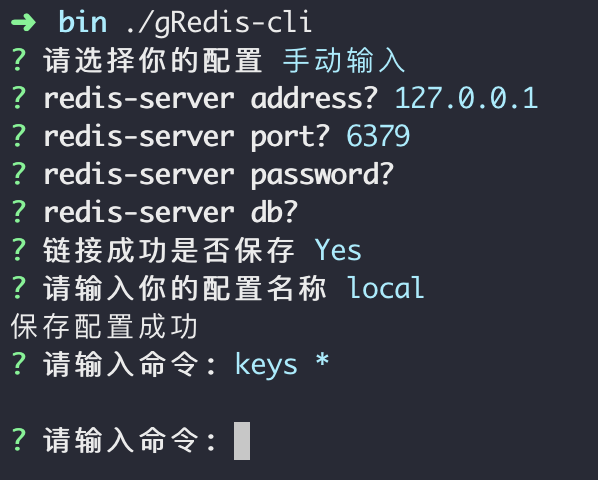 ➜ bin ./gRedis-cli
? 请选择你的配置 手动输入
? redis-server address? 127.0.0.1
? redis-server port? 6379
? redis-server password?
? redis-server db?
? 链接成功是否保存 Yes
? 请输入你的配置名称 local
保存配置成功
? 请输入命令: keys *
? 请输入命令: